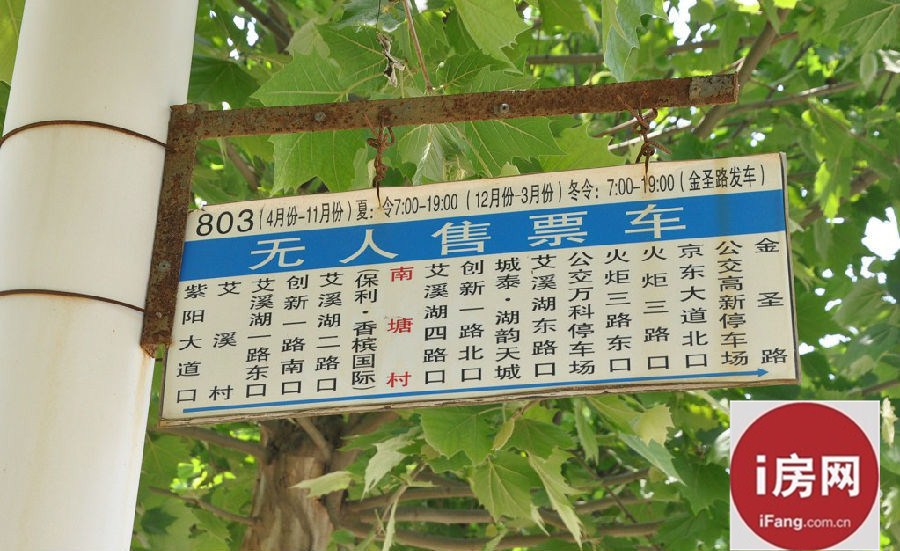 803 (4月份-11月份) 夏:令7:00-19:00 (12月份-3月份) 冬令:7:00-19:00 (金圣路发车)
无人售票车
紫阳大道口
艾溪村
艾溪湖一路东口
创新一路南口
艾溪湖二路口
(保利·香槟国际)
南塘村
艾溪湖四路口
创新一路北口
城泰·湖韵天城
艾溪湖东路口
公交万科停车场
火炬三路东口
火炬三路口
京东大道北口
公交高新停车场
金圣路
i房网
iFang.com.cn